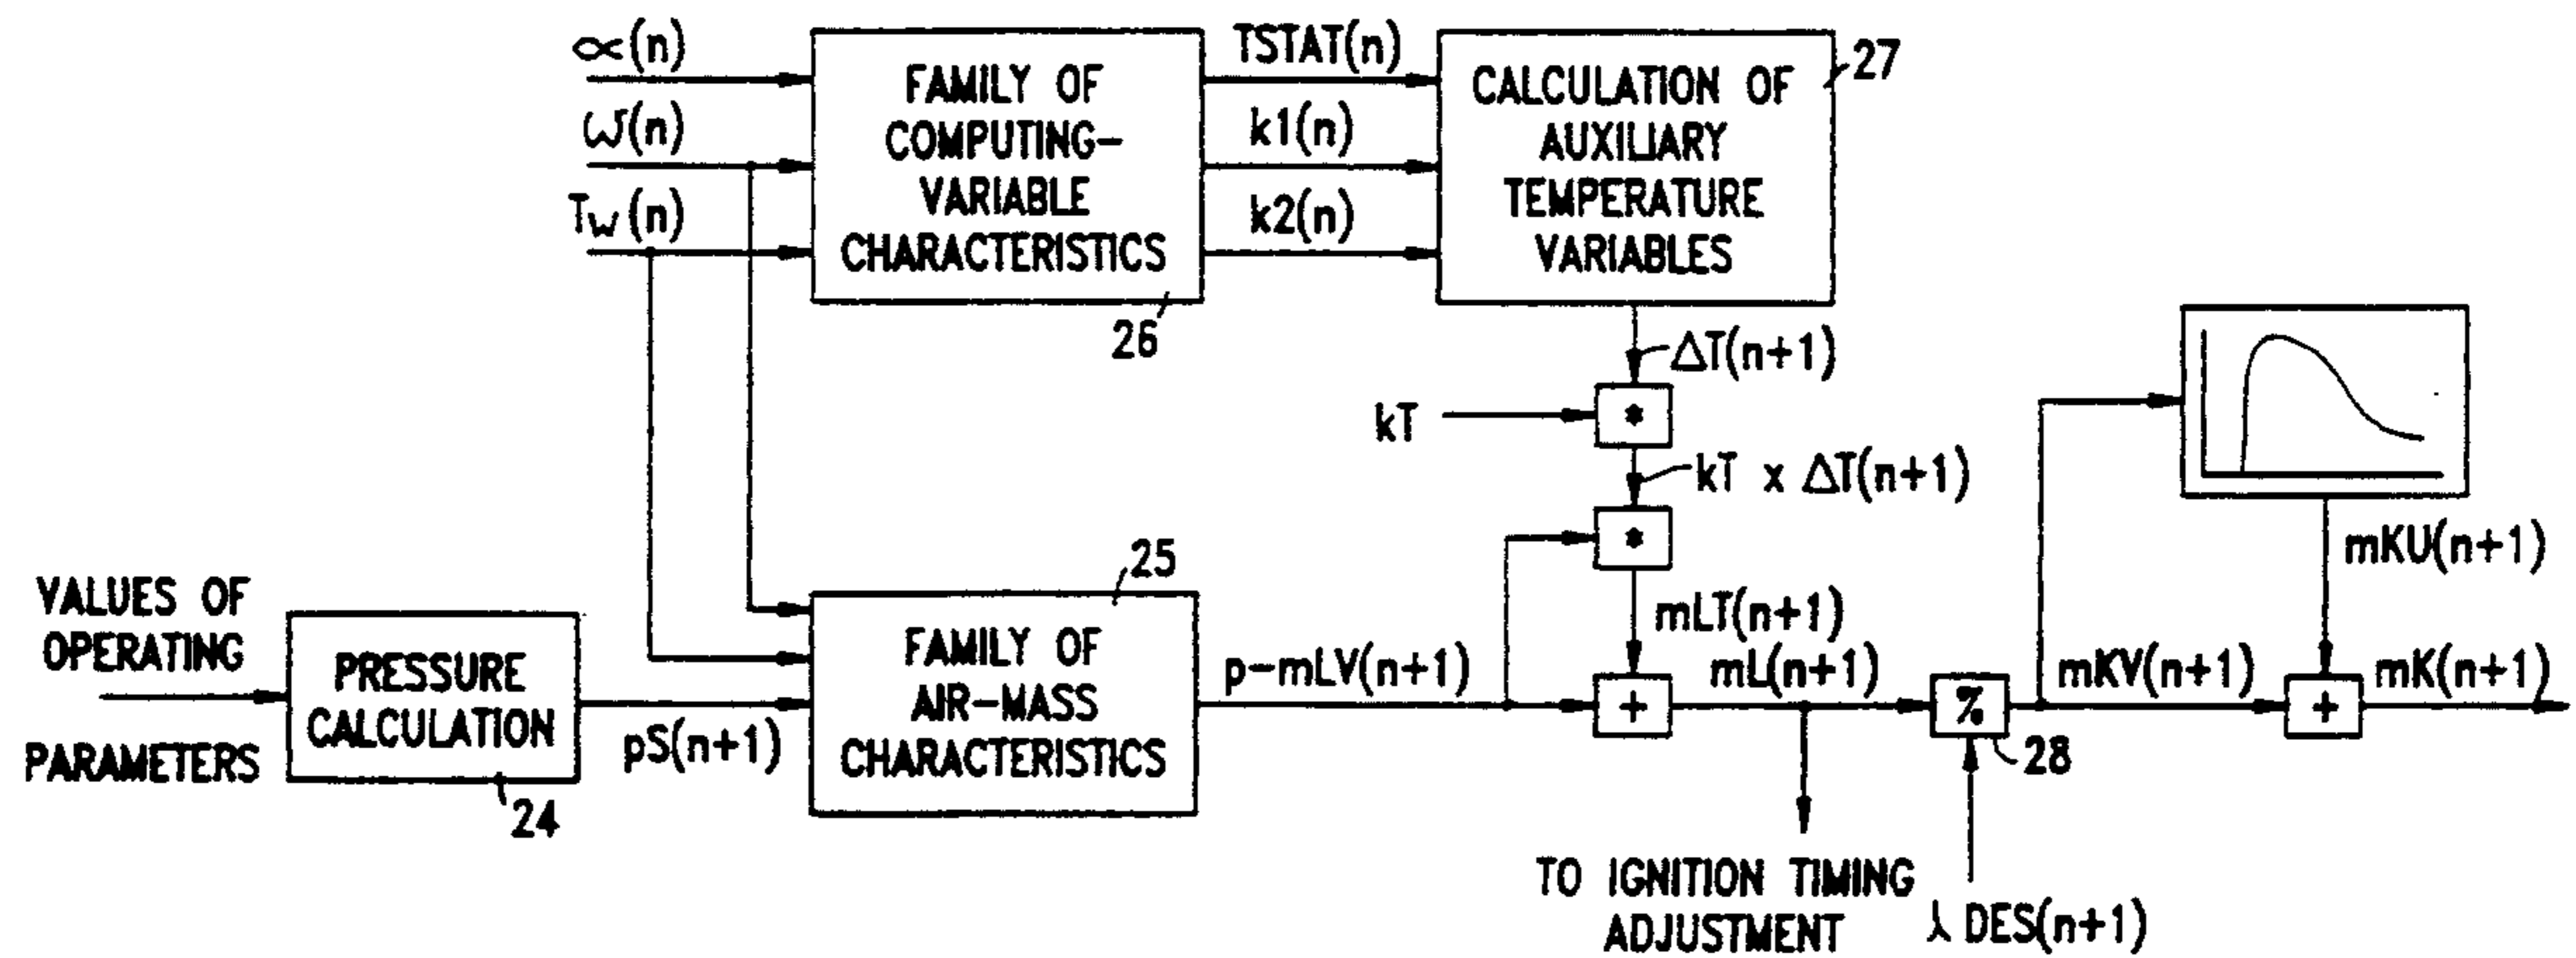 ∝(n)
ω(n)
Tw(n)
FAMILY OF
COMPUTING-
VARIABLE
CHARACTERISTICS
26
TSTAT(n)
k1(n)
k2(n)
CALCULATION OF
AUXILIARY
TEMPERATURE
VARIABLES
27
ΔT(n+1)
kT
*
kT x ΔT(n+1)
*
mLT(n+1)
VALUES OF
OPERATING
PARAMETERS
PRESSURE
CALCULATION
24
pS(n+1)
FAMILY OF
AIR-MASS
CHARACTERISTICS
25
p-mLV(n+1)
+
mL(n+1)
TO IGNITION TIMING
ADJUSTMENT
%
28
λ DES(n+1)
mKV(n+1)
mKU(n+1)
+
mK(n+1)